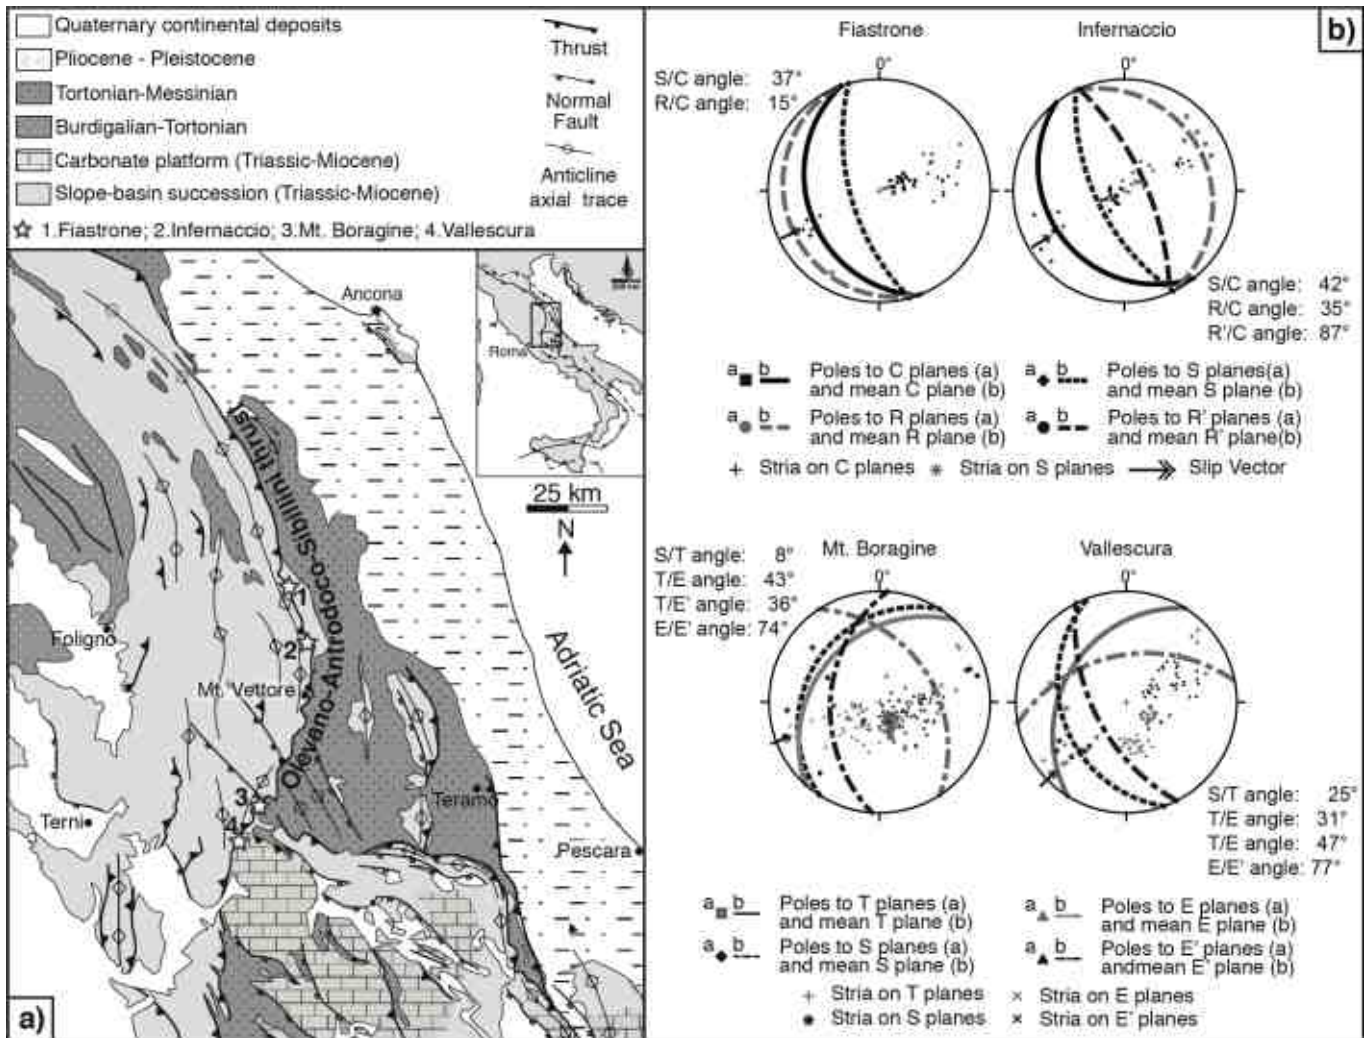 Quaternary continental deposits
Pliocene - Pleistocene
Tortonian-Messinian
Burdigalian-Tortonian
Carbonate platform (Triassic-Miocene)
Slope-basin succession (Triassic-Miocene)
Thrust
Normal
Fault
Anticline
axial trace
1.Fiastrone; 2.Infernaccio; 3.Mt. Boragine; 4.Vallescura
Ancona
Roma
25 km
N
Olevano-Antrodoco-Sibillini thrust
1
2
Foligno
Mt. Vettore
Adriatic Sea
3
Teramo
Terni
4
Pescara
a)
b)
Fiastrone
Infernaccio
S/C angle: 37°
R/C angle: 15°
0°
0°
S/C angle: 42°
R/C angle: 35°
R'/C angle: 87°
a b Poles to C planes (a)
and mean C plane (b)
a b Poles to S planes(a)
and mean S plane (b)
a b Poles to R planes (a)
and mean R plane (b)
a b Poles to R' planes (a)
and mean R' plane(b)
Stria on C planes
Stria on S planes
Slip Vector
S/T angle: 8°
T/E angle: 43°
T/E' angle: 36°
E/E' angle: 74°
Mt. Boragine
Vallescura
0°
0°
S/T angle: 25°
T/E angle: 31°
T/E angle: 47°
E/E' angle: 77°
a b Poles to T planes (a)
and mean T plane (b)
a b Poles to E planes (a)
and mean E plane (b)
a b Poles to S planes (a)
and mean S plane (b)
a b Poles to E' planes (a)
andmean E' plane (b)
Stria on T planes
Stria on E planes
Stria on S planes
Stria on E' planes